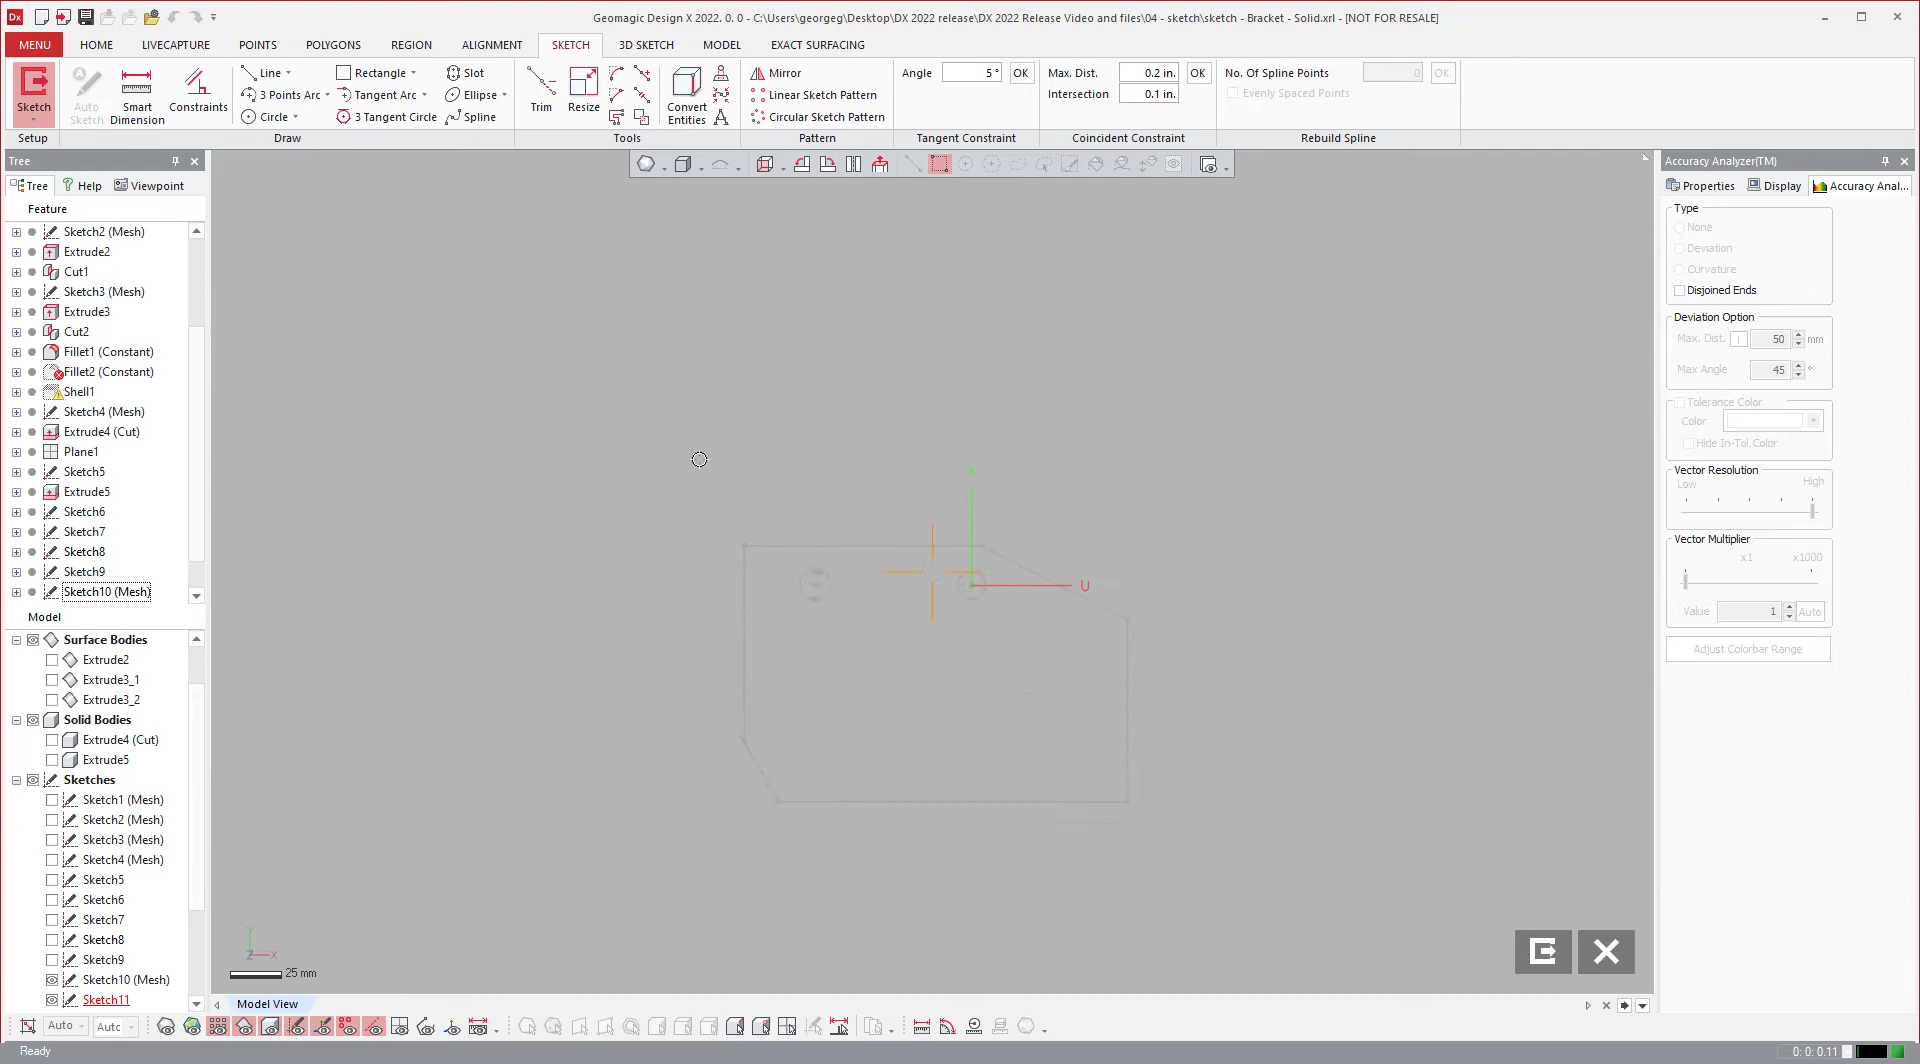 Geomagic Design X 2022. 0. 0 - C:\Users\georgeg\Desktop\DX 2022 release\DX 2022 Release Video and files\04 - sketch\sketch - Bracket - Solid.xrl - [NOT FOR RESALE]
MENU HOME LIVECAPTURE POINTS POLYGONS REGION ALIGNMENT SKETCH 3D SKETCH MODEL EXACT SURFACING
Sketch
Auto Sketch
Smart Dimension
Constraints
Line
3 Points Arc
Circle
Rectangle
Tangent Arc
3 Tangent Circle
Slot
Ellipse
Spline
Trim
Resize
Convert Entities
Mirror
Linear Sketch Pattern
Circular Sketch Pattern
Angle 5° OK
Max. Dist. 0.2 in. OK
Intersection 0.1 in.
No. Of Spline Points 0 OK
Evenly Spaced Points
Setup Draw Tools Pattern Tangent Constraint Coincident Constraint Rebuild Spline
Tree
Tree Help Viewpoint
Feature
Sketch2 (Mesh)
Extrude2
Cut1
Sketch3 (Mesh)
Extrude3
Cut2
Fillet1 (Constant)
Fillet2 (Constant)
Shell1
Sketch4 (Mesh)
Extrude4 (Cut)
Plane1
Sketch5
Extrude5
Sketch6
Sketch7
Sketch8
Sketch9
Sketch10 (Mesh)
Model
Surface Bodies
Extrude2
Extrude3_1
Extrude3_2
Solid Bodies
Extrude4 (Cut)
Extrude5
Sketches
Sketch1 (Mesh)
Sketch2 (Mesh)
Sketch3 (Mesh)
Sketch4 (Mesh)
Sketch5
Sketch6
Sketch7
Sketch8
Sketch9
Sketch10 (Mesh)
Sketch11
U
Y
Z X
25 mm
Model View
Accuracy Analyzer(TM)
Properties Display Accuracy Anal...
Type
None
Deviation
Curvature
Disjoined Ends
Deviation Option
Max. Dist. 50 mm
Max Angle 45 °
Tolerance Color
Color
Hide In-Tol.Color
Vector Resolution
Low High
Vector Multiplier
x1 x1000
Value 1 Auto
Adjust Colorbar Range
Auto Autc
Ready
0: 0: 0.11